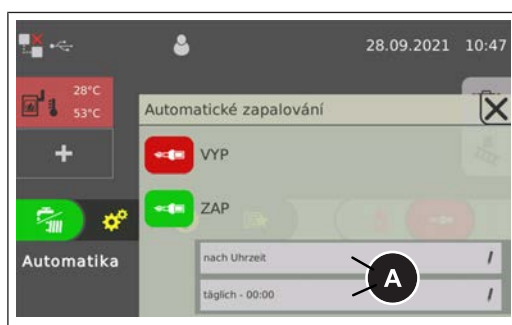 28.09.2021 10:47
28°C
53°C
Automatické zapalování
+
VYP
ZAP
nach Uhrzeit
A
täglich - 00:00
Automatika